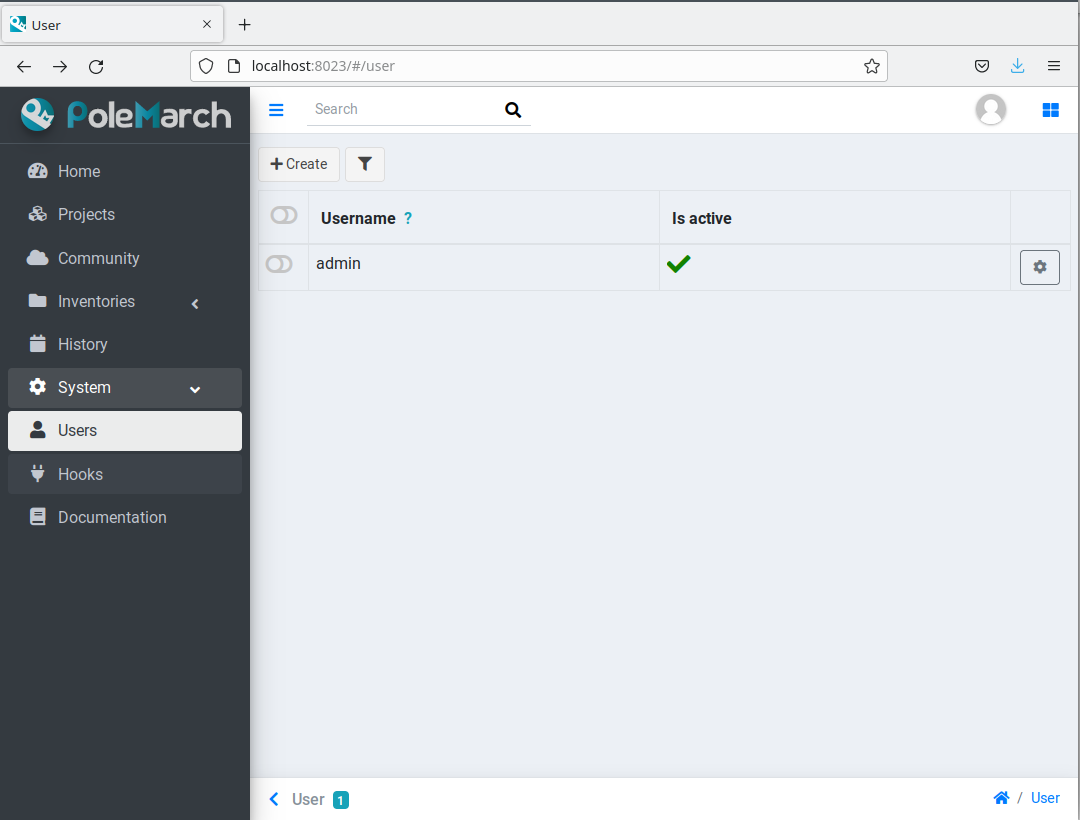 User
localhost:8023/#/user
PoleMarch
Search
Home
Projects
Community
Inventories
History
System
Users
Hooks
Documentation
Create
Username ?
Is active
admin
User 1
/ User